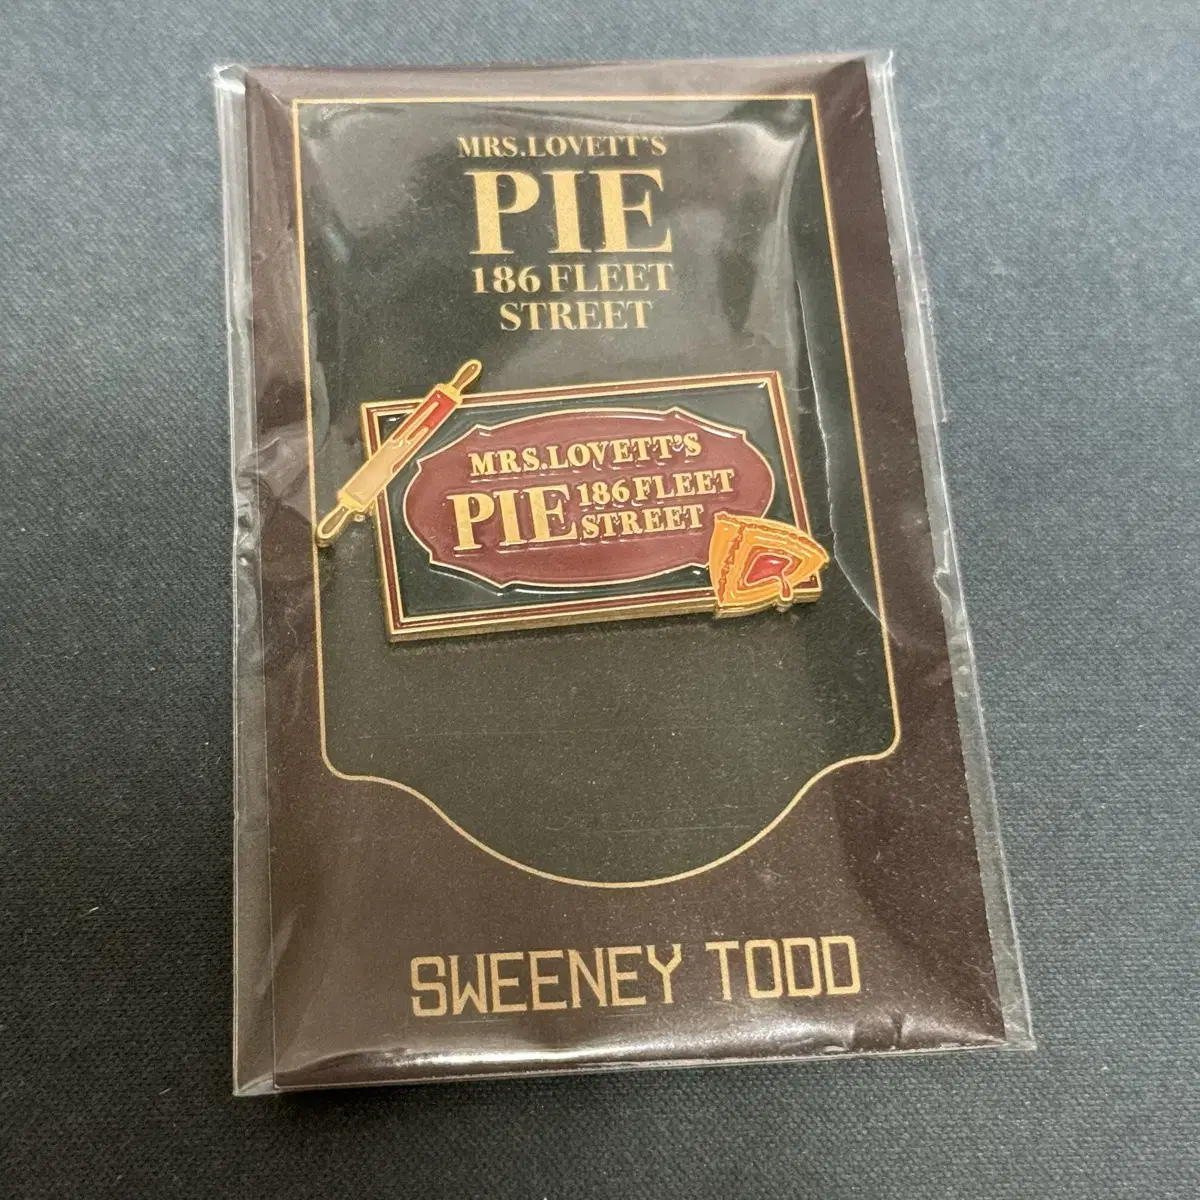 MRS.LOVETT'S
PIE
186 FLEET
STREET
MRS.LOVETT'S
PIE 186 FLEET
STREET
SWEENEY TODD